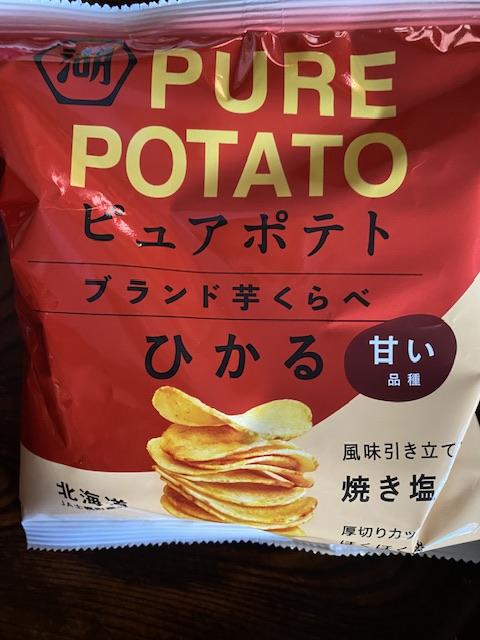 湖
PURE
POTATO
ピュアポテト
ブランド芋くらべ
ひかる
甘い
品種
風味引き立て
焼き塩
北海道
厚切りカッ